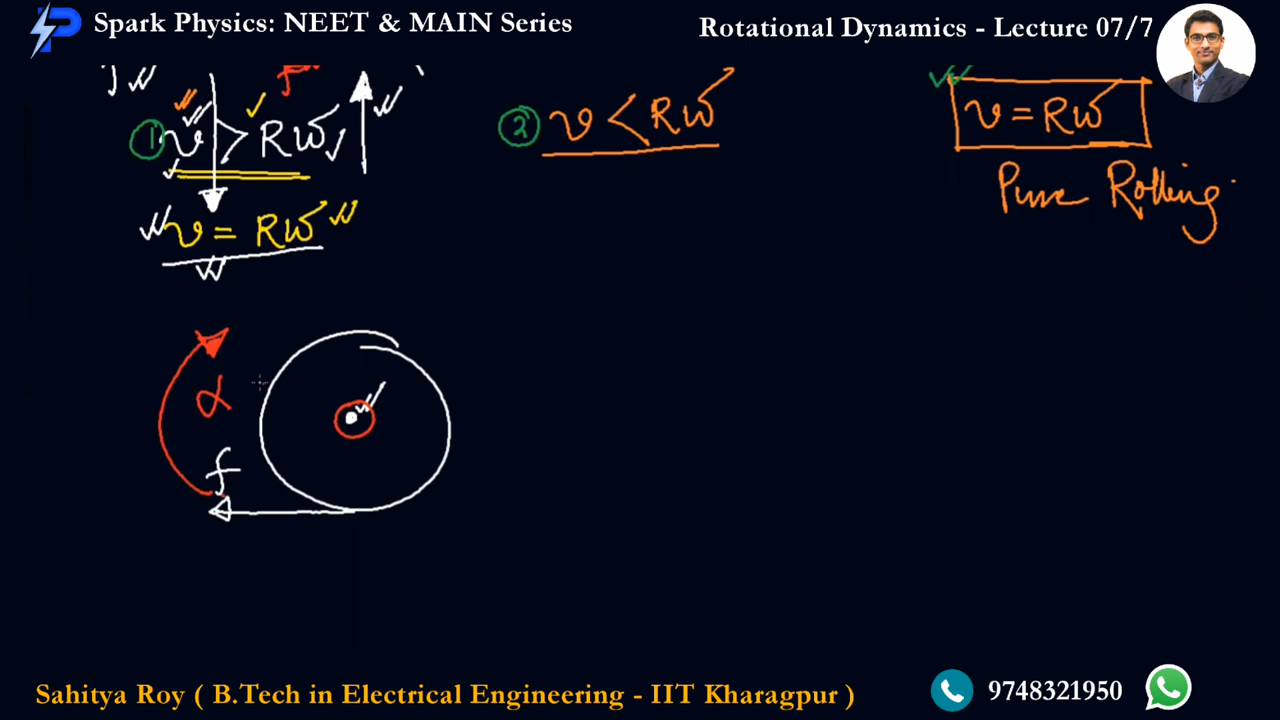 Spark Physics: NEET & MAIN Series
Rotational Dynamics - Lecture 07/7
① v > Rω
② v < Rω
v = Rω
v = Rω
Pure Rolling
α
f
Sahitya Roy ( B.Tech in Electrical Engineering - IIT Kharagpur )
9748321950